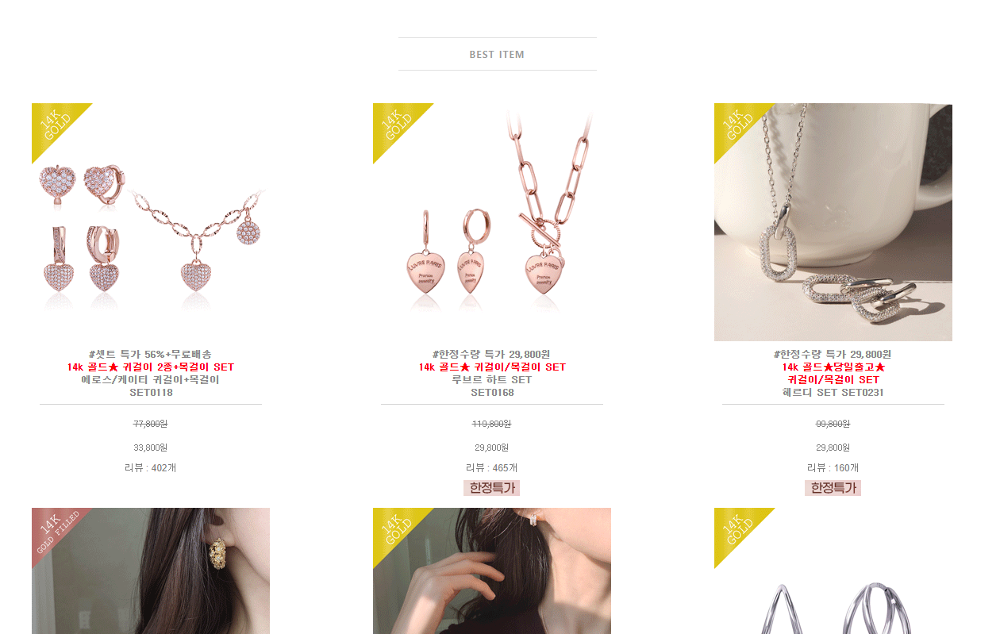 BEST ITEM
14K
GOLD
14K
GOLD
14K
GOLD
#셋트 특가 56%+무료배송
14k 골드★ 귀걸이 2종+목걸이 SET
에로스/케이티 귀걸이+목걸이
SET0118
77,800원
33,800원
리뷰 : 402개
#한정수량 특가 29,800원
14k 골드★ 귀걸이/목걸이 SET
루브르 하트 SET
SET0168
119,800원
29,800원
리뷰 : 465개
한정특가
#한정수량 특가 29,800원
14k 골드★당일출고★
귀걸이/목걸이 SET
헤르디 SET SET0231
99,800원
29,800원
리뷰 : 160개
한정특가
14K
GOLD FILLED
14K
GOLD
14K
GOLD